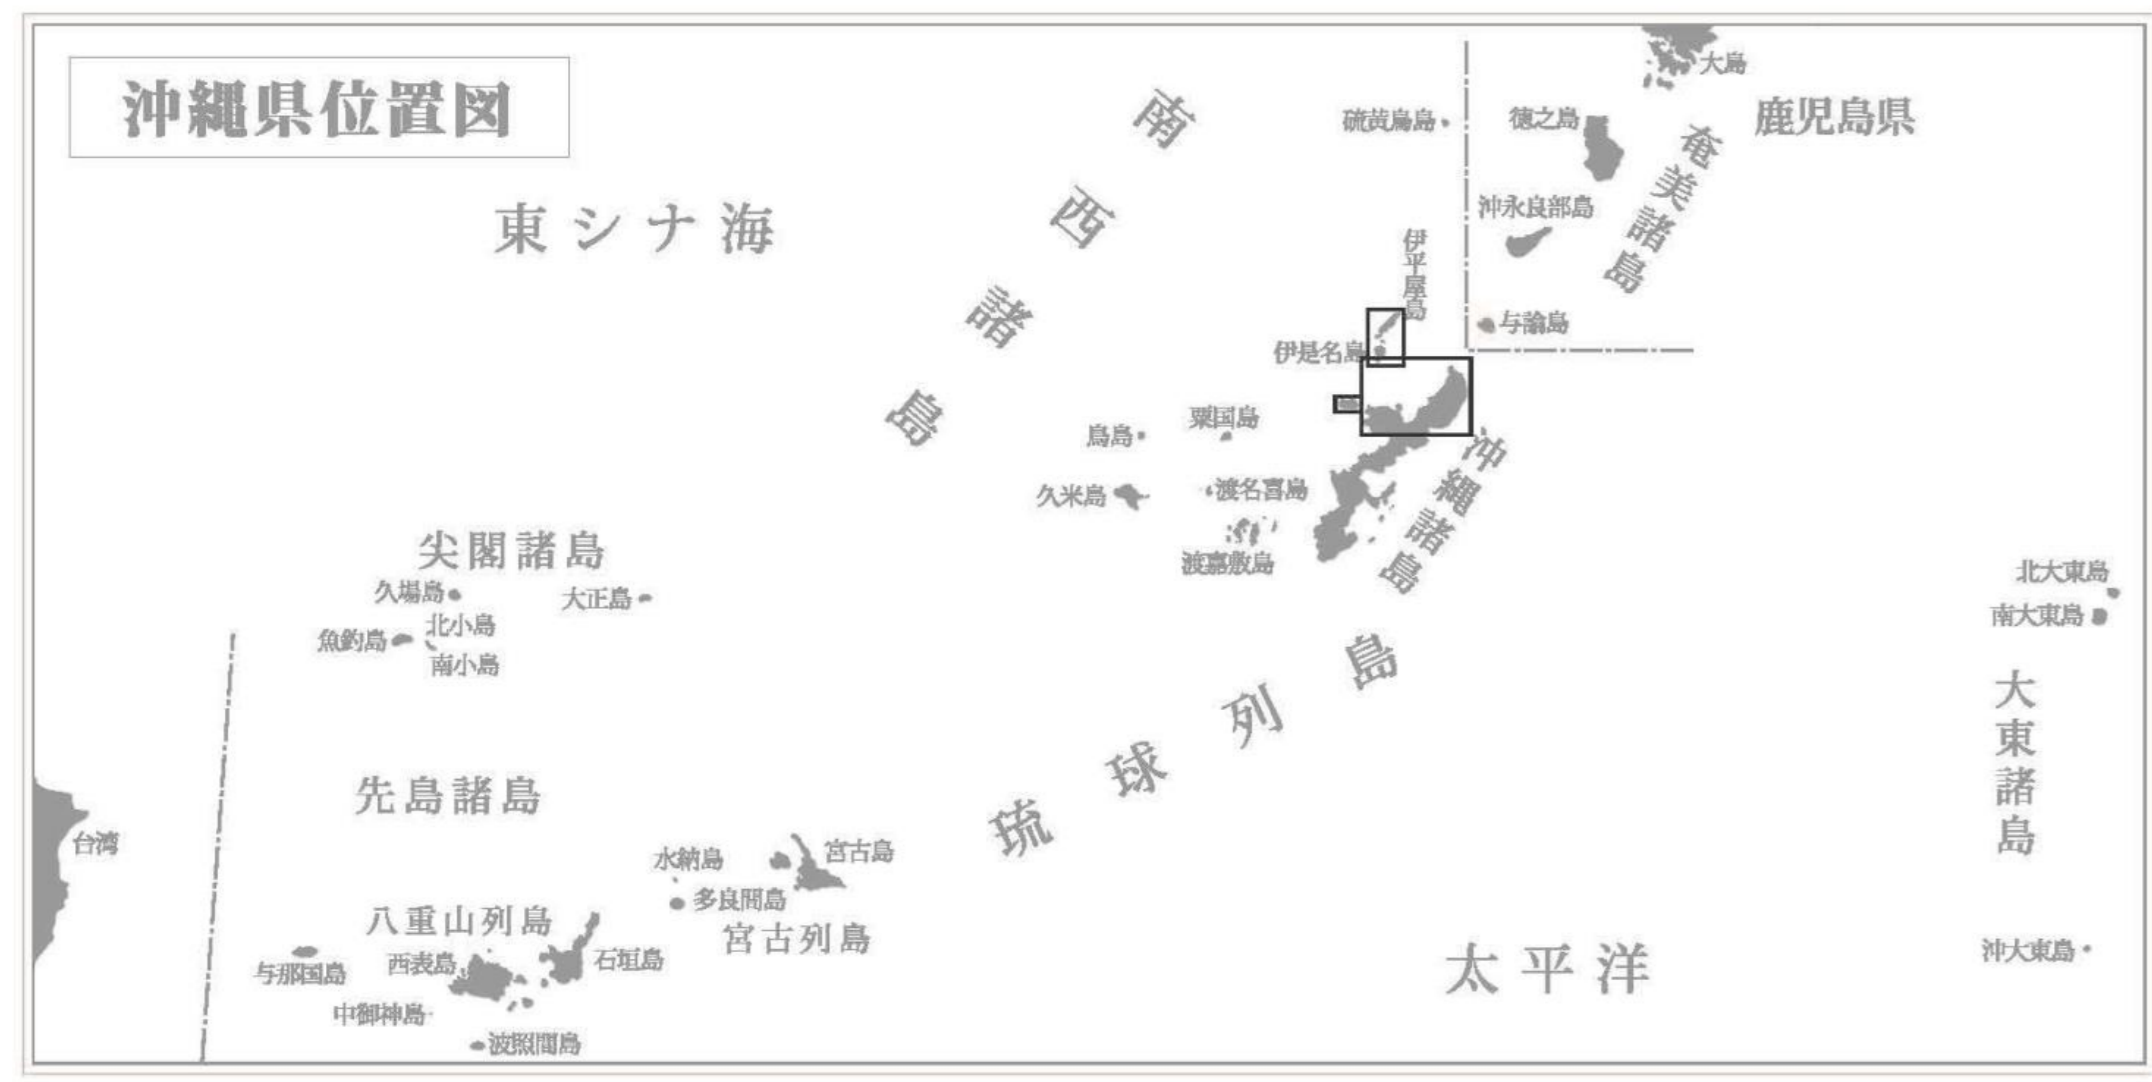 沖縄県位置図
大島
鹿児島県
硫黄鳥島
徳之島
奄美諸島
沖永良部島
与論島
南西諸島
東シナ海
伊平屋島
伊是名島
粟国島
鳥島
久米島
渡名喜島
渡嘉敷島
沖縄諸島
尖閣諸島
久場島
大正島
北小島
魚釣島
南小島
北大東島
南大東島
大東諸島
琉球列島
先島諸島
台湾
水納島
宮古島
多良間島
宮古列島
八重山列島
石垣島
西表島
与那国島
中御神島
波照間島
太平洋
沖大東島